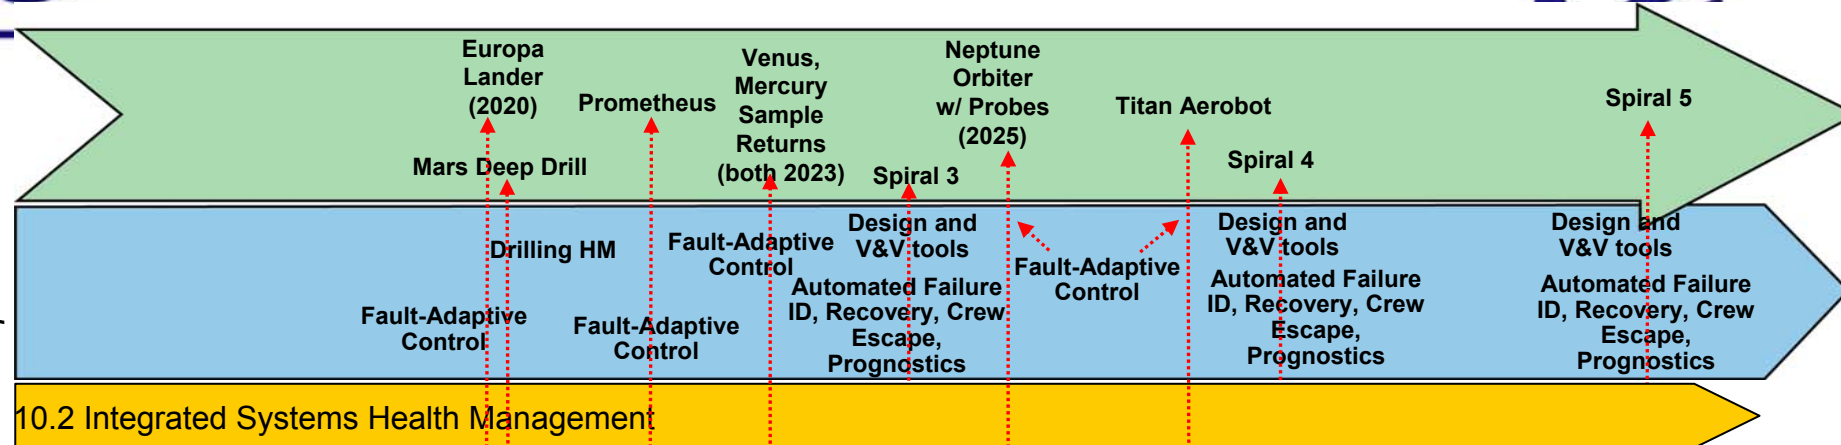 Europa
Lander
(2020)
Mars Deep Drill
Prometheus
Venus,
Mercury
Sample
Returns
(both 2023)
Spiral 3
Neptune
Orbiter
w/ Probes
(2025)
Titan Aerobot
Spiral 4
Spiral 5
Fault-Adaptive
Control
Drilling HM
Fault-Adaptive
Control
Fault-Adaptive
Control
Design and
V&V tools
Automated Failure
ID, Recovery, Crew
Escape,
Prognostics
Fault-Adaptive
Control
Design and
V&V tools
Automated Failure
ID, Recovery, Crew
Escape,
Prognostics
Design and
V&V tools
Automated Failure
ID, Recovery, Crew
Escape,
Prognostics
10.2 Integrated Systems Health Management